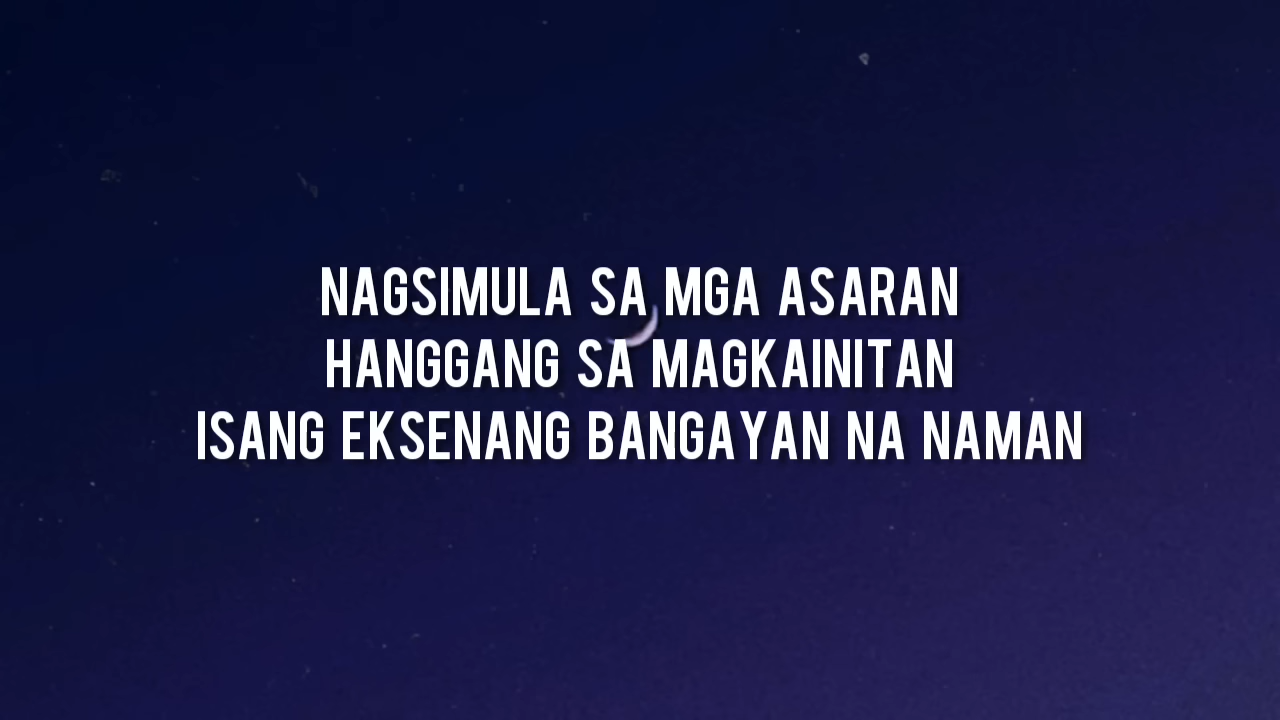 NAGSIMULA SA MGA ASARAN
HANGGANG SA MAGKAINITAN
ISANG EKSENANG BANGAYAN NA NAMAN